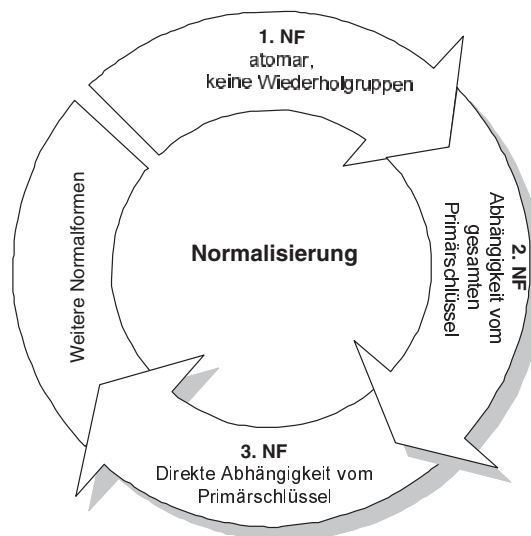 1. NF
atomar,
keine Wiederholgruppen
2. NF
Abhängigkeit vom
gesamten
Primärschlüssel
Normalisierung
3. NF
Direkte Abhängigkeit vom
Primärschlüssel
Weitere Normalformen